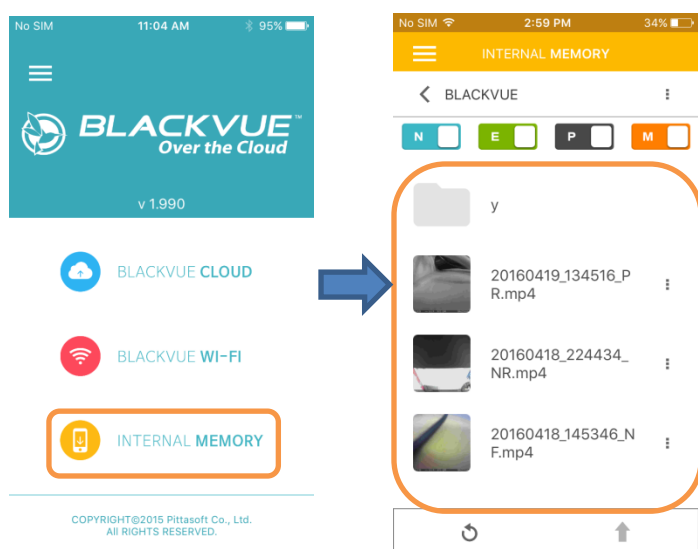 No SIM 11:04 AM 95%
BLACKVUE™
Over the Cloud
v 1.990
BLACKVUE CLOUD
BLACKVUE WI-FI
INTERNAL MEMORY
COPYRIGHT©2015 Pittasoft Co., Ltd.
All RIGHTS RESERVED.
No SIM 2:59 PM 34%
INTERNAL MEMORY
BLACKVUE
N E P M
y
20160419_134516_P
R.mp4
20160418_224434_
NR.mp4
20160418_145346_N
F.mp4